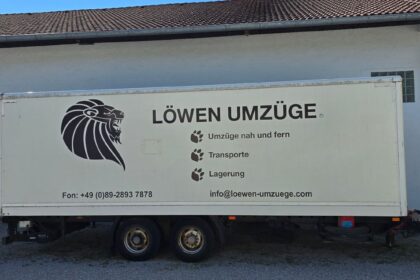 LÖWEN UMZÜGE
Umzüge nah und fern
Transporte
Lagerung
Fon: +49 (0)89-2893 7878
info@loewen-umzuege.com